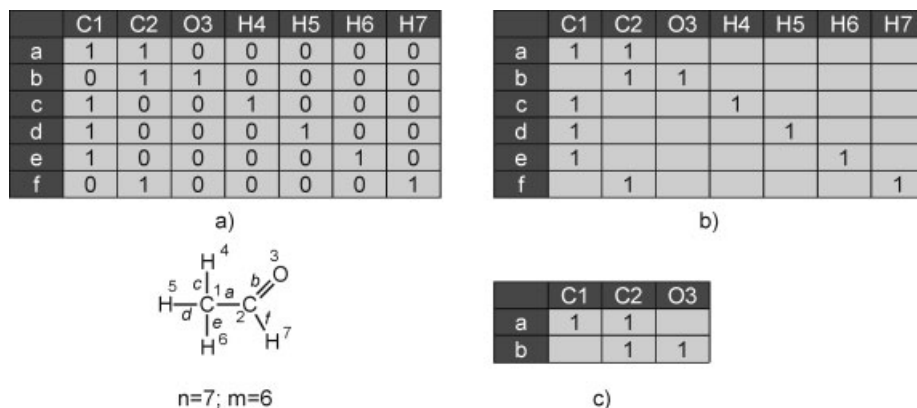 C1 C2 O3 H4 H5 H6 H7
a 1 1 0 0 0 0 0
b 0 1 1 0 0 0 0
c 1 0 0 1 0 0 0
d 1 0 0 0 1 0 0
e 1 0 0 0 0 1 0
f 0 1 0 0 0 0 1
a)
C1 C2 O3 H4 H5 H6 H7
a 1 1
b 1 1
c 1 1
d 1 1
e 1 1
f 1 1
b)
4 3
H O
5 c 1 a b
H C C
d e 2 f
H 6 H 7
n=7; m=6
C1 C2 O3
a 1 1
b 1 1
c)